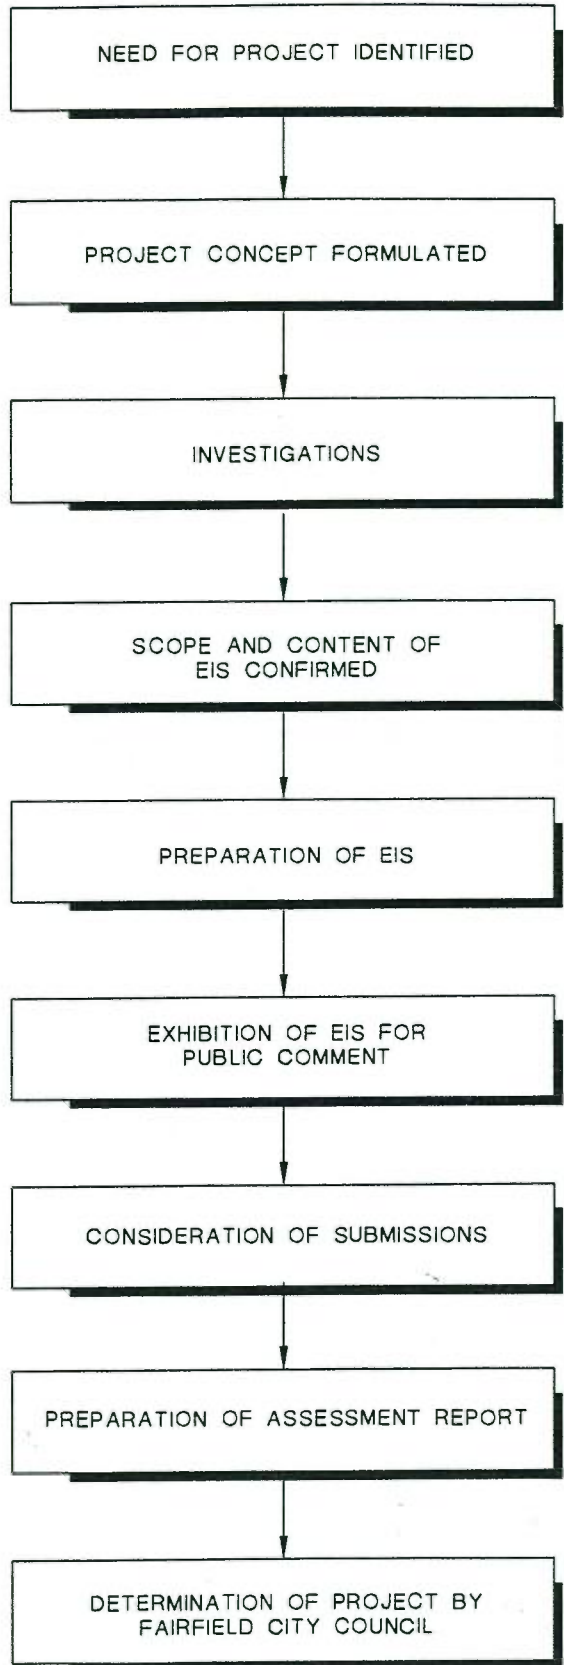 NEED FOR PROJECT IDENTIFIED
PROJECT CONCEPT FORMULATED
INVESTIGATIONS
SCOPE AND CONTENT OF
EIS CONFIRMED
PREPARATION OF EIS
EXHIBITION OF EIS FOR
PUBLIC COMMENT
CONSIDERATION OF SUBMISSIONS
PREPARATION OF ASSESSMENT REPORT
DETERMINATION OF PROJECT BY
FAIRFIELD CITY COUNCIL